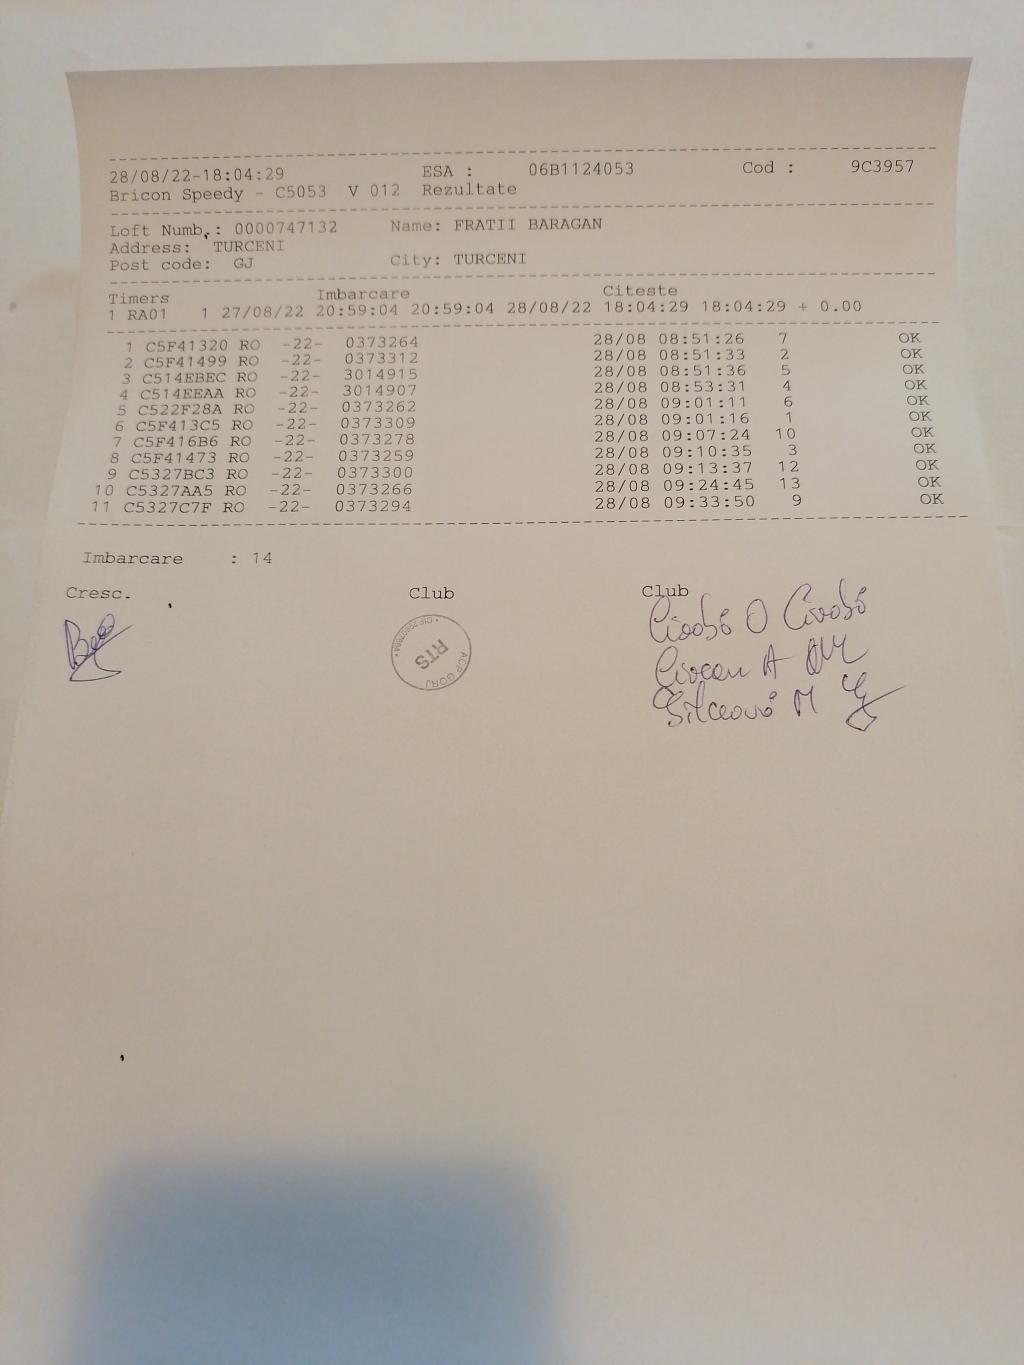 28/08/22-18:04:29 ESA : 06B1124053 Cod : 9C3957
Bricon Speedy - C5053 V 012 Rezultate
Loft Numb.: 0000747132 Name: FRATII BARAGAN
Address: TURCENI
Post code: GJ City: TURCENI
Timers Imbarcare Citeste
1 RA01 1 27/08/22 20:59:04 20:59:04 28/08/22 18:04:29 18:04:29 + 0.00
1 C5F41320 RO -22- 0373264 28/08 08:51:26 7 OK
2 C5F41499 RO -22- 0373312 28/08 08:51:33 2 OK
3 C514EBEC RO -22- 3014915 28/08 08:51:36 5 OK
4 C514EEAA RO -22- 3014907 28/08 08:53:31 4 OK
5 C522F28A RO -22- 0373262 28/08 09:01:11 6 OK
6 C5F413C5 RO -22- 0373309 28/08 09:01:16 1 OK
7 C5F416B6 RO -22- 0373278 28/08 09:07:24 10 OK
8 C5F41473 RO -22- 0373259 28/08 09:10:35 3 OK
9 C5327BC3 RO -22- 0373300 28/08 09:13:37 12 OK
10 C5327AA5 RO -22- 0373266 28/08 09:24:45 13 OK
11 C5327C7F RO -22- 0373294 28/08 09:33:50 9 OK
Imbarcare : 14
Cresc. Club Club
ACP GORJ
RTS